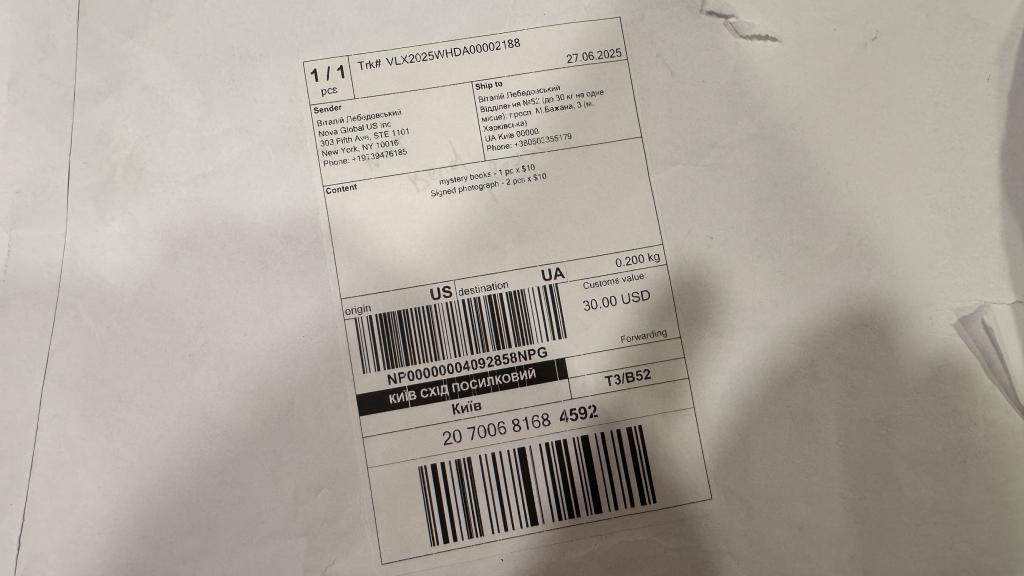 1 / 1
pcs
Trk# VLX2025WHDA00002188
27.06.2025
Sender
Віталій Лебедовський
Nova Global US inc
303 Fifth Ave, STE 1101
New York, NY 10016
Phone: +19739476185
Ship to
Віталій Лебедовський
Відділення №52 (до 30 кг на одне
місце): просп. М.Бажана, 3 (м.
Харківська)
UA Київ 00000
Phone: +380502355179
Content
mystery books - 1 pc x $10
Signed photograph - 2 pcs x $10
origin
US
destination
UA
0.200 kg
Customs value:
30.00 USD
Forwarding
NP00000004092858NPG
КИЇВ СХІД ПОСИЛКОВИЙ
Київ
T3/B52
20 7006 8168 4592